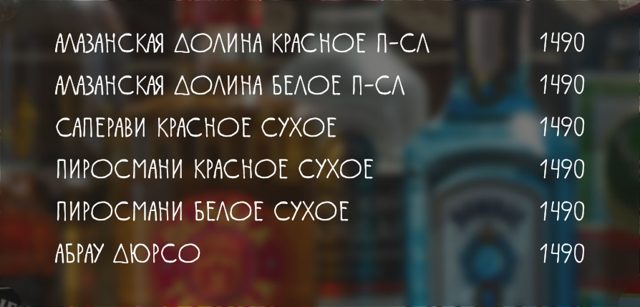 АЛАЗАНСКАЯ ДОЛИНА КРАСНОЕ П-СЛ 1490
АЛАЗАНСКАЯ ДОЛИНА БЕЛОЕ П-СЛ 1490
САПЕРАВИ КРАСНОЕ СУХОЕ 1490
ПИРОСМАНИ КРАСНОЕ СУХОЕ 1490
ПИРОСМАНИ БЕЛОЕ СУХОЕ 1490
АБРАУ ДЮРСО 1490